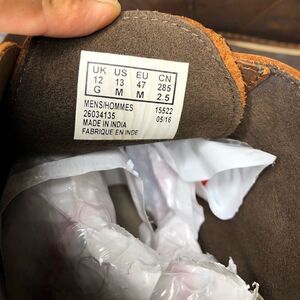 UK US EU CN
12 13 47 285
G M M 2.5
MENS/HOMMES 15522
26034135 05/16
MADE IN INDIA
FABRIQUE EN INDE